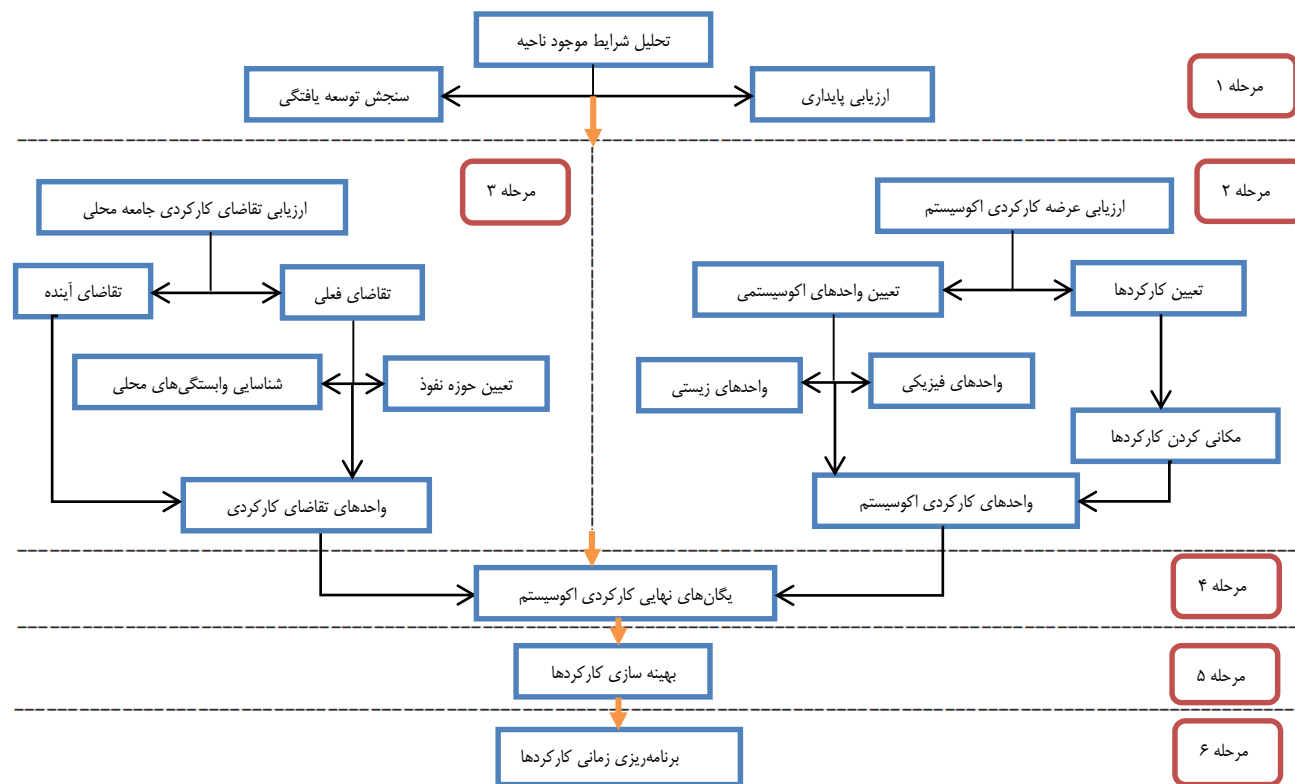 تحلیل شرایط موجود ناحیه
مرحله ۱
ارزیابی پایداری
سنجش توسعه یافتگی
مرحله ۲
ارزیابی عرضه کارکردی اکوسیستم
تعیین کارکردها
تعیین واحدهای اکوسیستمی
واحدهای فیزیکی
واحدهای زیستی
مکانی کردن کارکردها
واحدهای کارکردی اکوسیستم
مرحله ۳
ارزیابی تقاضای کارکردی جامعه محلی
تقاضای فعلی
تقاضای آینده
تعیین حوزه نفوذ
شناسایی وابستگی‌های محلی
واحدهای تقاضای کارکردی
مرحله ۴
یگان‌های نهایی کارکردی اکوسیستم
مرحله ۵
بهینه سازی کارکردها
مرحله ۶
برنامه‌ریزی زمانی کارکردها